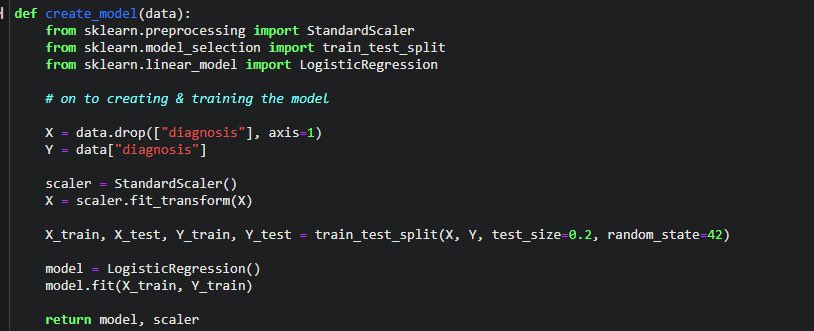 def create_model(data):
from sklearn.preprocessing import StandardScaler
from sklearn.model_selection import train_test_split
from sklearn.linear_model import LogisticRegression
# on to creating & training the model
X = data.drop(["diagnosis"], axis=1)
Y = data["diagnosis"]
scaler = StandardScaler()
X = scaler.fit_transform(X)
X_train, X_test, Y_train, Y_test = train_test_split(X, Y, test_size=0.2, random_state=42)
model = LogisticRegression()
model.fit(X_train, Y_train)
return model, scaler